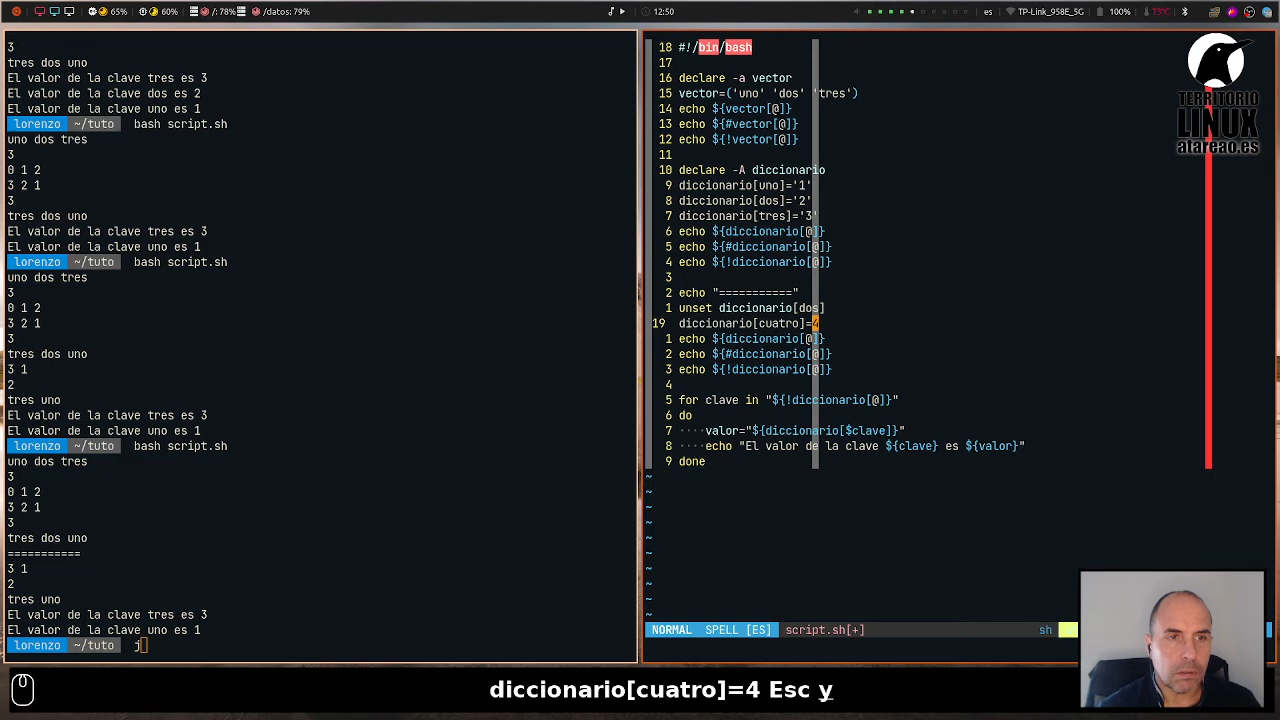 65% 60% /: 78% /datos: 79% 12:50 es TP-Link_958E_5G 100% 73°C
3
tres dos uno
El valor de la clave tres es 3
El valor de la clave dos es 2
El valor de la clave uno es 1
lorenzo ~/tuto bash script.sh
uno dos tres
3
0 1 2
3 2 1
3
tres dos uno
El valor de la clave tres es 3
El valor de la clave uno es 1
lorenzo ~/tuto bash script.sh
uno dos tres
3
0 1 2
3 2 1
3
tres dos uno
3 1
2
tres uno
El valor de la clave tres es 3
El valor de la clave uno es 1
lorenzo ~/tuto bash script.sh
uno dos tres
3
0 1 2
3 2 1
3
tres dos uno
===========
3 1
2
tres uno
El valor de la clave tres es 3
El valor de la clave uno es 1
lorenzo ~/tuto j
18 #!/bin/bash
17
16 declare -a vector
15 vector=('uno' 'dos' 'tres')
14 echo ${vector[@]}
13 echo ${#vector[@]}
12 echo ${!vector[@]}
11
10 declare -A diccionario
9 diccionario[uno]='1'
8 diccionario[dos]='2'
7 diccionario[tres]='3'
6 echo ${diccionario[@]}
5 echo ${#diccionario[@]}
4 echo ${!diccionario[@]}
3
2 echo "==========="
1 unset diccionario[dos]
19 diccionario[cuatro]=4
1 echo ${diccionario[@]}
2 echo ${#diccionario[@]}
3 echo ${!diccionario[@]}
4
5 for clave in "${!diccionario[@]}"
6 do
7 ····valor="${diccionario[$clave]}"
8 ····echo "El valor de la clave ${clave} es ${valor}"
9 done
~
~
~
~
~
~
~
~
~
~
NORMAL SPELL [ES] script.sh[+] sh
TERRITORIO
LINUX
atareao.es
diccionario[cuatro]=4 Esc y